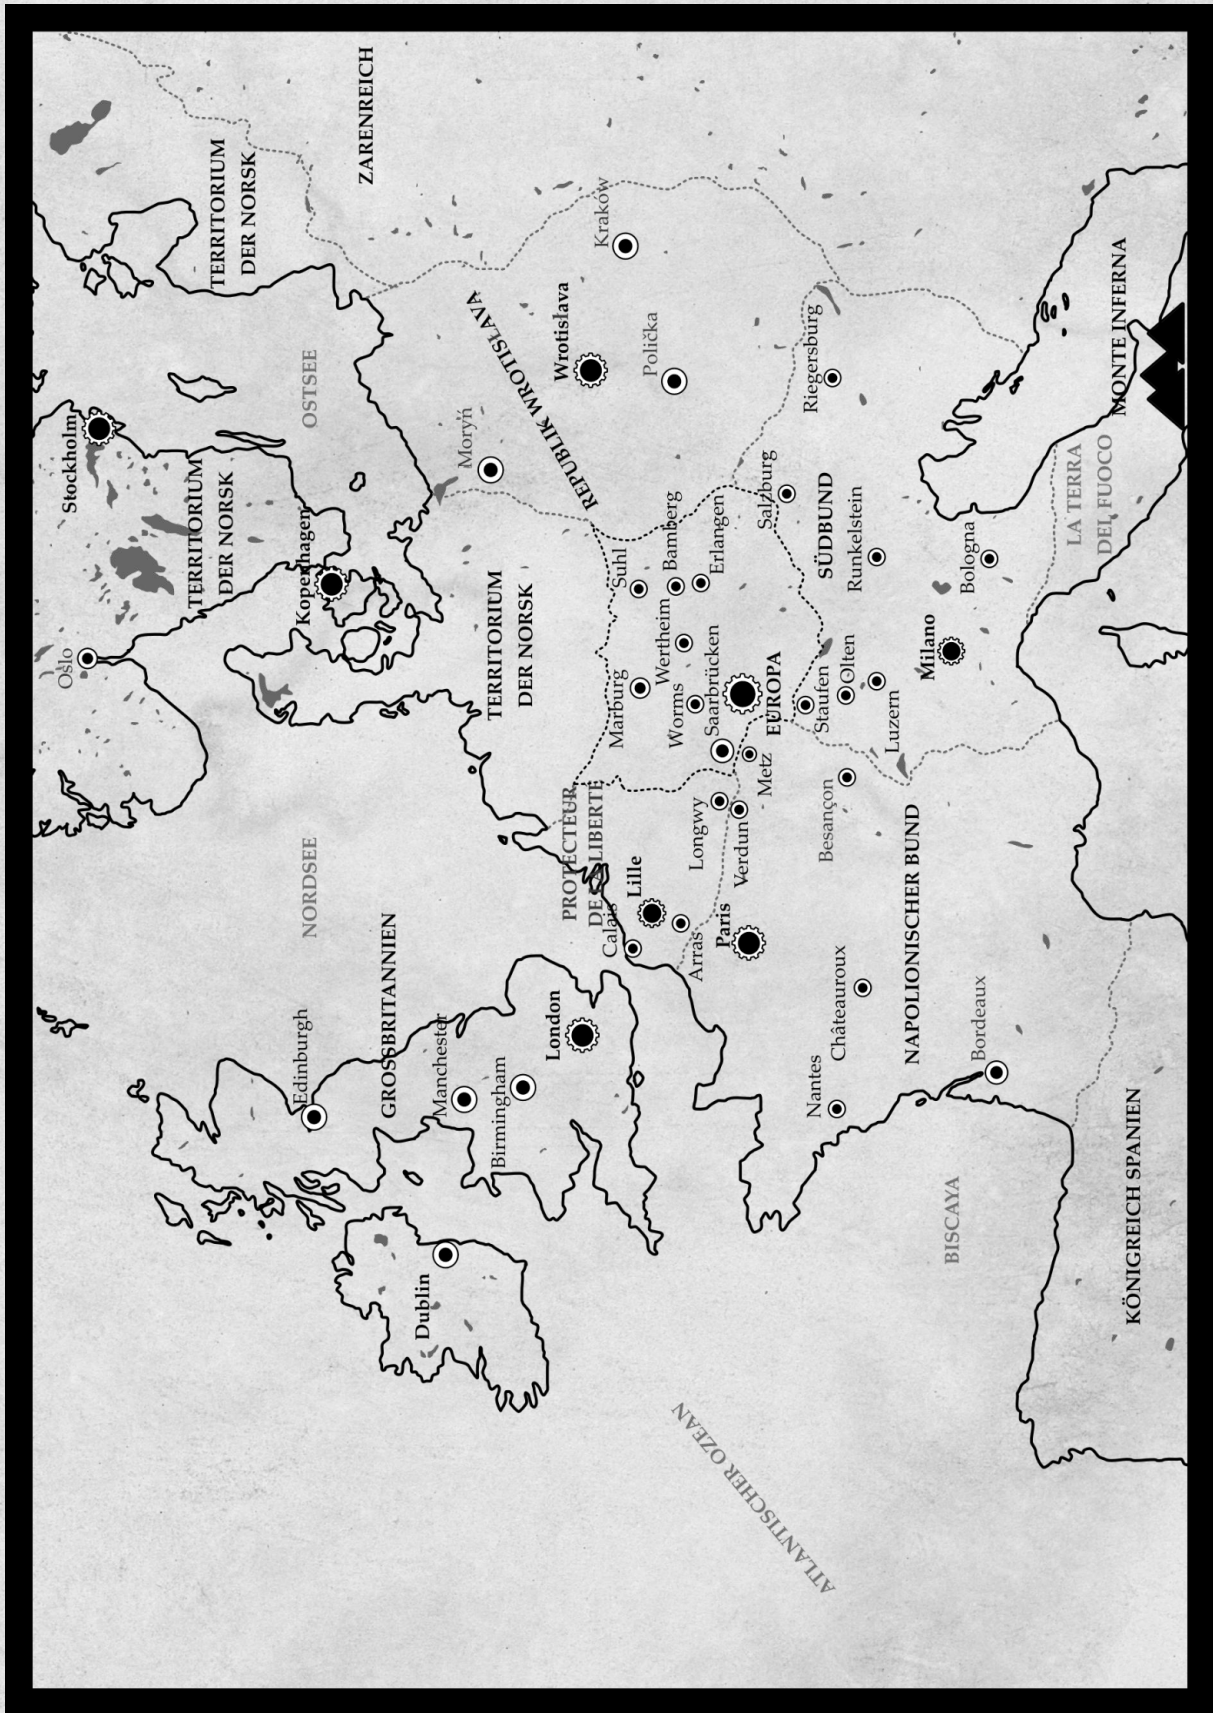 Oslo
Stockholm
TERRITORIUM
DER NORSK
TERRITORIUM
DER NORSK
ZARENREICH
Edinburgh
NORDSEE
Kopenhagen
OSTSEE
GROSSBRITANNIEN
Dublin
Manchester
Birmingham
London
TERRITORIUM
DER NORSK
Moryń
REPUBLIK WROTISLAVA
Wrotislava
Kraków
Polička
PROTECTEUR
DE LA LIBERTE
Calais
Lille
Arras
Marburg
Suhl
Wertheim
Bamberg
Worms
Erlangen
Saarbrücken
Longwy
Paris
Verdun
Metz
EUROPA
Salzburg
ATLANTISCHER OZEAN
Nantes
Châteauroux
Besançon
Staufen
Olten
SÜDBUND
Riegersburg
Luzern
Runkelstein
NAPOLIONISCHER BUND
Milano
Bologna
BISCAYA
Bordeaux
LA TERRA
DEL FUOCO
MONTE INFERNA
KÖNIGREICH SPANIEN